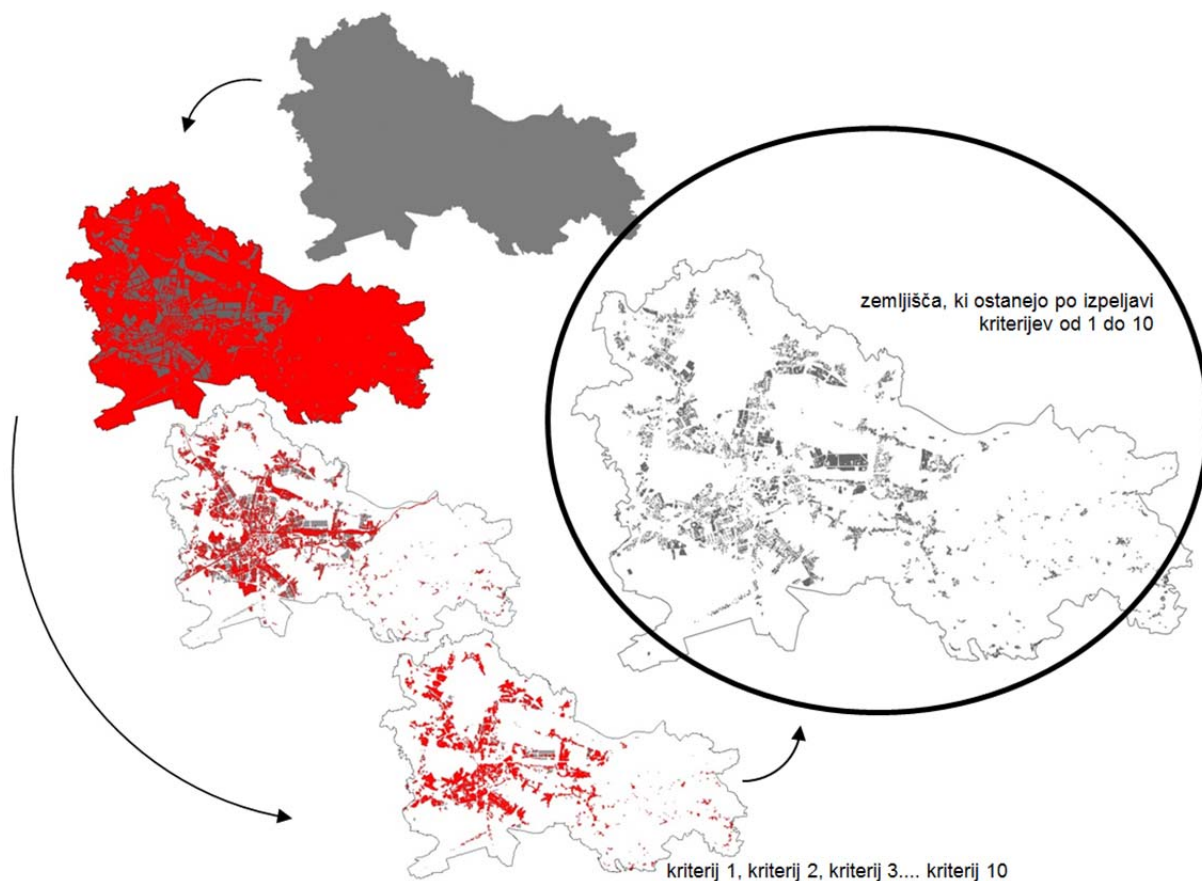 zemljišča, ki ostanejo po izpeljavi
kriterijev od 1 do 10
kriterij 1, kriterij 2, kriterij 3.... kriterij 10